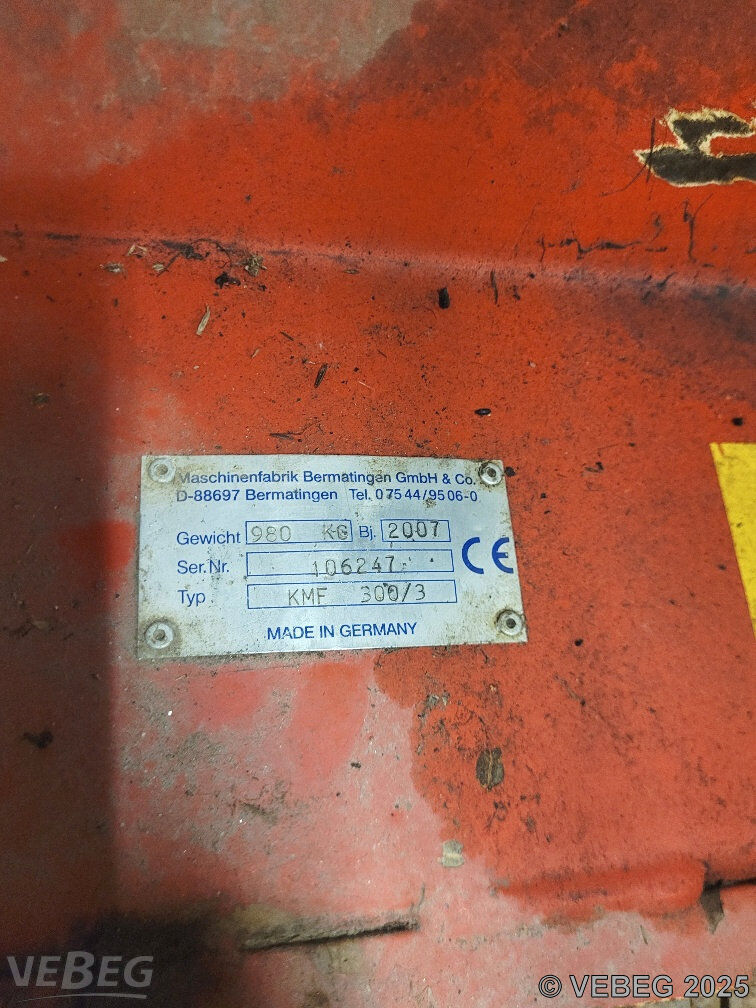 Maschinenfabrik Bermatingen GmbH & Co.
D-88697 Bermatingen Tel. 0 75 44 / 95 06-0
Gewicht 980 KG Bj. 2007
Ser. Nr. 106247 CE
Typ KMF 300/3
MADE IN GERMANY
VEBEG
© VEBEG 2025